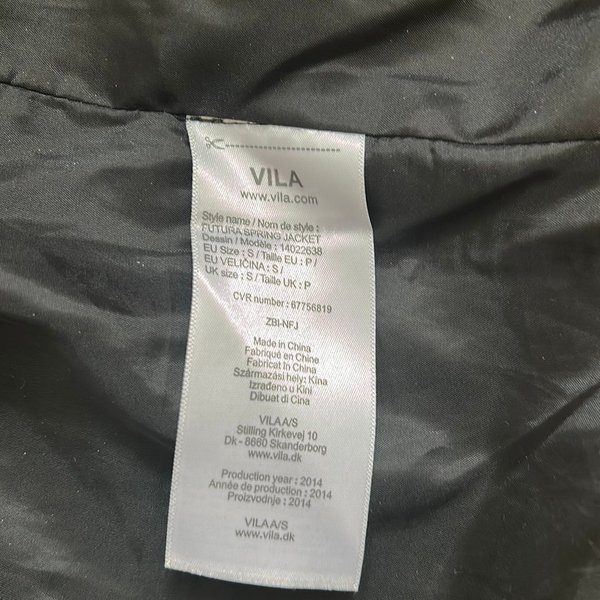 VILA
www.vila.com
Style name / Nom de style :
FUTURA SPRING JACKET
Dessin / Modèle : 14022638
EU Size : S / Taille EU : P /
EU VELIČINA : S /
UK size : S / Taille UK : P
CVR number : 67756819
ZBI-NFJ
Made in China
Fabriqué en Chine
Fabricat în China
Származási hely: Kína
Izrađeno u Kini
Dibuat di Cina
VILA A/S
Stilling Kirkevej 10
Dk - 8660 Skanderborg
www.vila.dk
Production year : 2014
Année de production : 2014
Proizvodnje : 2014
VILA A/S
www.vila.dk